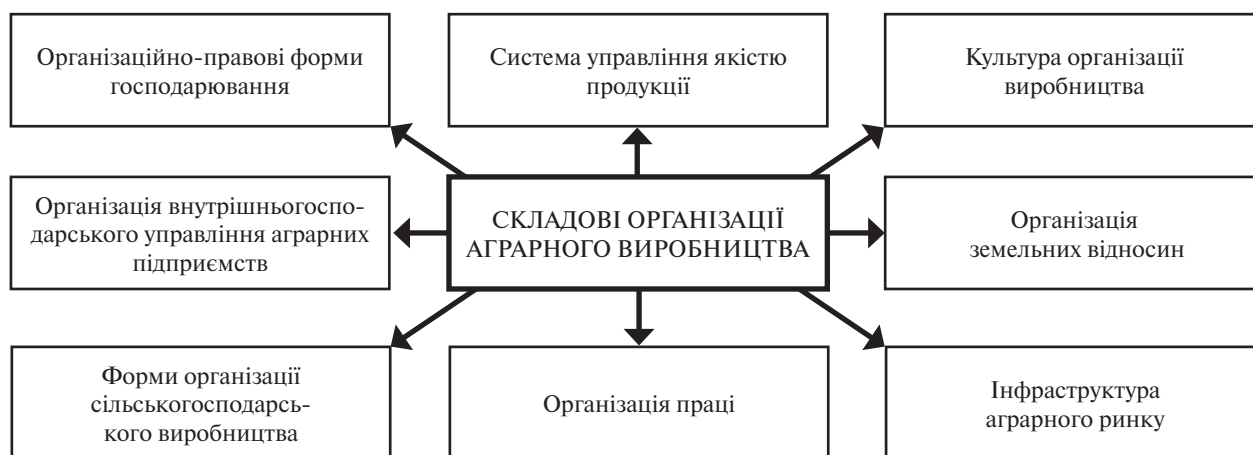 Організаційно-правові форми
господарювання
Система управління якістю
продукції
Культура організації
виробництва
Організація внутрішньогоспо-
дарського управління аграрних
підприємств
СКЛАДОВІ ОРГАНІЗАЦІЇ
АГРАРНОГО ВИРОБНИЦТВА
Організація
земельних відносин
Форми організації
сільськогосподарсь-
кого виробництва
Організація праці
Інфраструктура
аграрного ринку